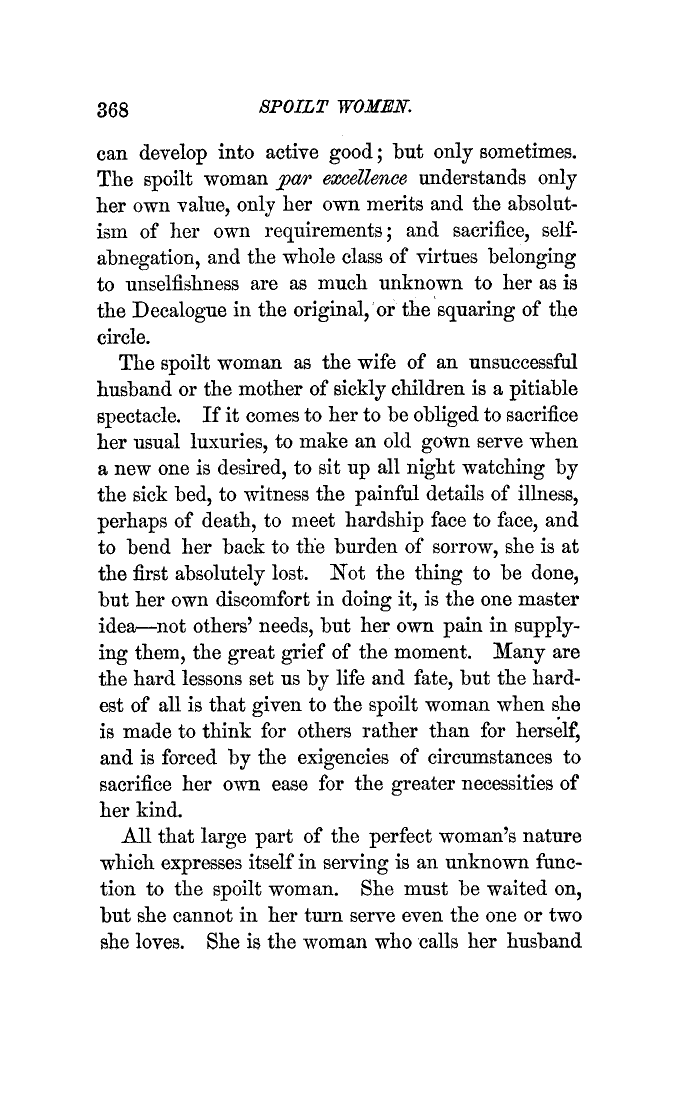 368 SPOILT WOMEN.
can develop into active good; but only sometimes.
The spoilt woman par excellence understands only
her own value, only her own merits and the absolut-
ism of her own requirements; and sacrifice, self-
abnegation, and the whole class of virtues belonging
to unselfishness are as much unknown to her as is
the Decalogue in the original, or the squaring of the
circle.
The spoilt woman as the wife of an unsuccessful
husband or the mother of sickly children is a pitiable
spectacle. If it comes to her to be obliged to sacrifice
her usual luxuries, to make an old gown serve when
a new one is desired, to sit up all night watching by
the sick bed, to witness the painful details of illness,
perhaps of death, to meet hardship face to face, and
to bend her back to the burden of sorrow, she is at
the first absolutely lost. Not the thing to be done,
but her own discomfort in doing it, is the one master
idea—not others' needs, but her own pain in supply-
ing them, the great grief of the moment. Many are
the hard lessons set us by life and fate, but the hard-
est of all is that given to the spoilt woman when she
is made to think for others rather than for herself,
and is forced by the exigencies of circumstances to
sacrifice her own ease for the greater necessities of
her kind.
All that large part of the perfect woman's nature
which expresses itself in serving is an unknown func-
tion to the spoilt woman. She must be waited on,
but she cannot in her turn serve even the one or two
she loves. She is the woman who calls her husband